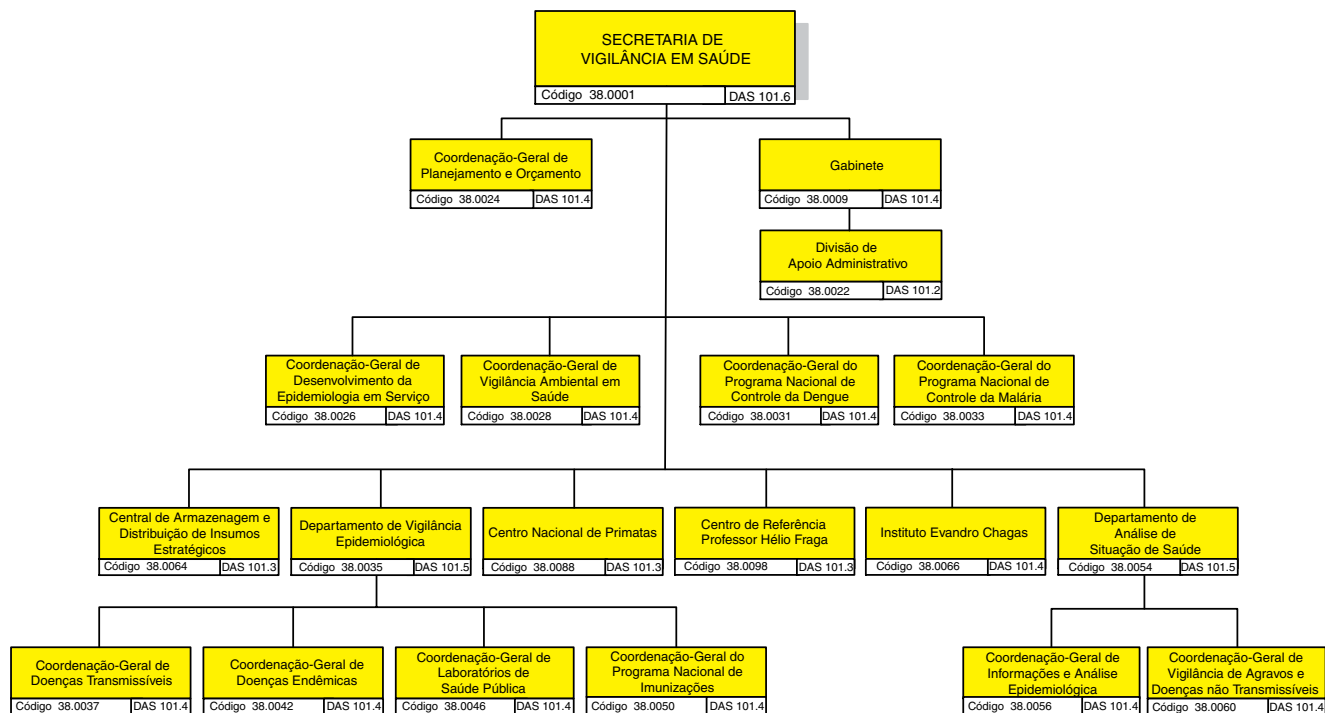 SECRETARIA DE
VIGILÂNCIA EM SAÚDE
Código 38.0001 DAS 101.6
Coordenação-Geral de
Planejamento e Orçamento
Código 38.0024 DAS 101.4
Gabinete
Código 38.0009 DAS 101.4
Divisão de
Apoio Administrativo
Código 38.0022 DAS 101.2
Coordenação-Geral de
Desenvolvimento da
Epidemiologia em Serviço
Código 38.0026 DAS 101.4
Coordenação-Geral de
Vigilância Ambiental em
Saúde
Código 38.0028 DAS 101.4
Coordenação-Geral do
Programa Nacional de
Controle da Dengue
Código 38.0031 DAS 101.4
Coordenação-Geral do
Programa Nacional de
Controle da Malária
Código 38.0033 DAS 101.4
Central de Armazenagem e
Distribuição de Insumos
Estratégicos
Código 38.0064 DAS 101.3
Departamento de Vigilância
Epidemiológica
Código 38.0035 DAS 101.5
Centro Nacional de Primatas
Código 38.0088 DAS 101.3
Centro de Referência
Professor Hélio Fraga
Código 38.0098 DAS 101.3
Instituto Evandro Chagas
Código 38.0066 DAS 101.4
Departamento de
Análise de
Situação de Saúde
Código 38.0054 DAS 101.5
Coordenação-Geral de
Doenças Transmissíveis
Código 38.0037 DAS 101.4
Coordenação-Geral de
Doenças Endêmicas
Código 38.0042 DAS 101.4
Coordenação-Geral de
Laboratórios de
Saúde Pública
Código 38.0046 DAS 101.4
Coordenação-Geral do
Programa Nacional de
Imunizações
Código 38.0050 DAS 101.4
Coordenação-Geral de
Informações e Análise
Epidemiológica
Código 38.0056 DAS 101.4
Coordenação-Geral de
Vigilância de Agravos e
Doenças não Transmissíveis
Código 38.0060 DAS 101.4